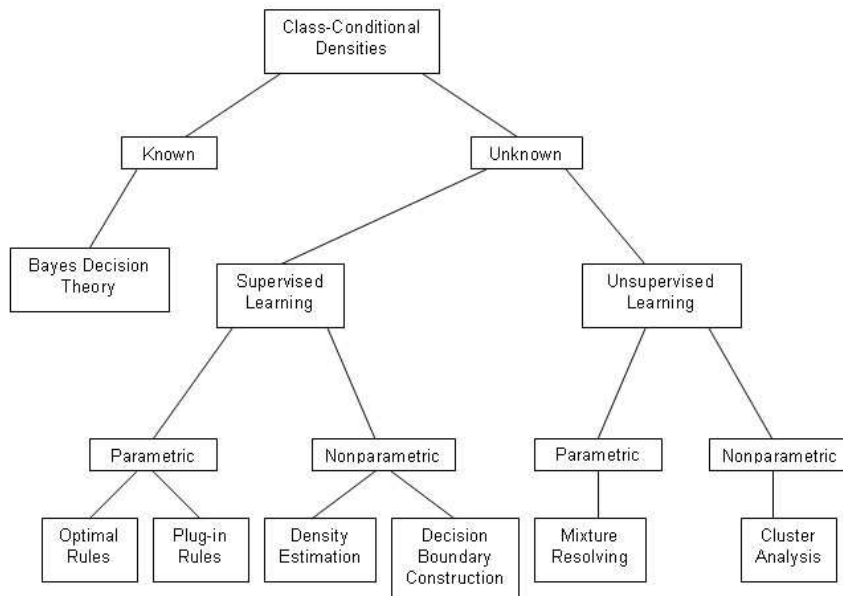 Class-Conditional
Densities
Known
Unknown
Bayes Decision
Theory
Supervised
Learning
Unsupervised
Learning
Parametric
Nonparametric
Parametric
Nonparametric
Optimal
Rules
Plug-in
Rules
Density
Estimation
Decision
Boundary
Construction
Mixture
Resolving
Cluster
Analysis